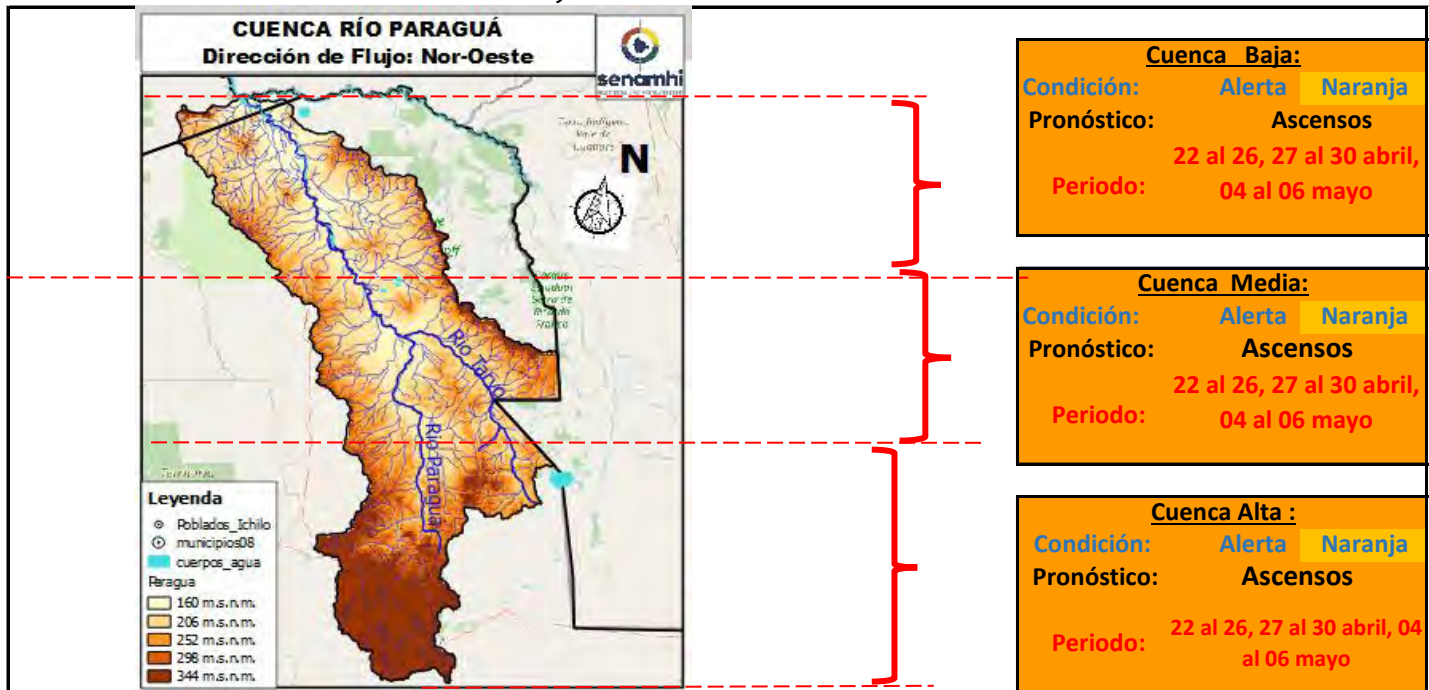 CUENCA RÍO PARAGUÁ
Dirección de Flujo: Nor-Oeste
senamhi
N
Río Paraguá
Leyenda
Poblados_Ichilo
municipios08
cuerpos_agua
Paragua
160 m.s.n.m.
206 m.s.n.m.
252 m.s.n.m.
298 m.s.n.m.
344 m.s.n.m.
Cuenca Baja:
Condición: Alerta Naranja
Pronóstico: Ascensos
Periodo: 22 al 26, 27 al 30 abril,
04 al 06 mayo
Cuenca Media:
Condición: Alerta Naranja
Pronóstico: Ascensos
Periodo: 22 al 26, 27 al 30 abril,
04 al 06 mayo
Cuenca Alta :
Condición: Alerta Naranja
Pronóstico: Ascensos
Periodo: 22 al 26, 27 al 30 abril, 04
al 06 mayo